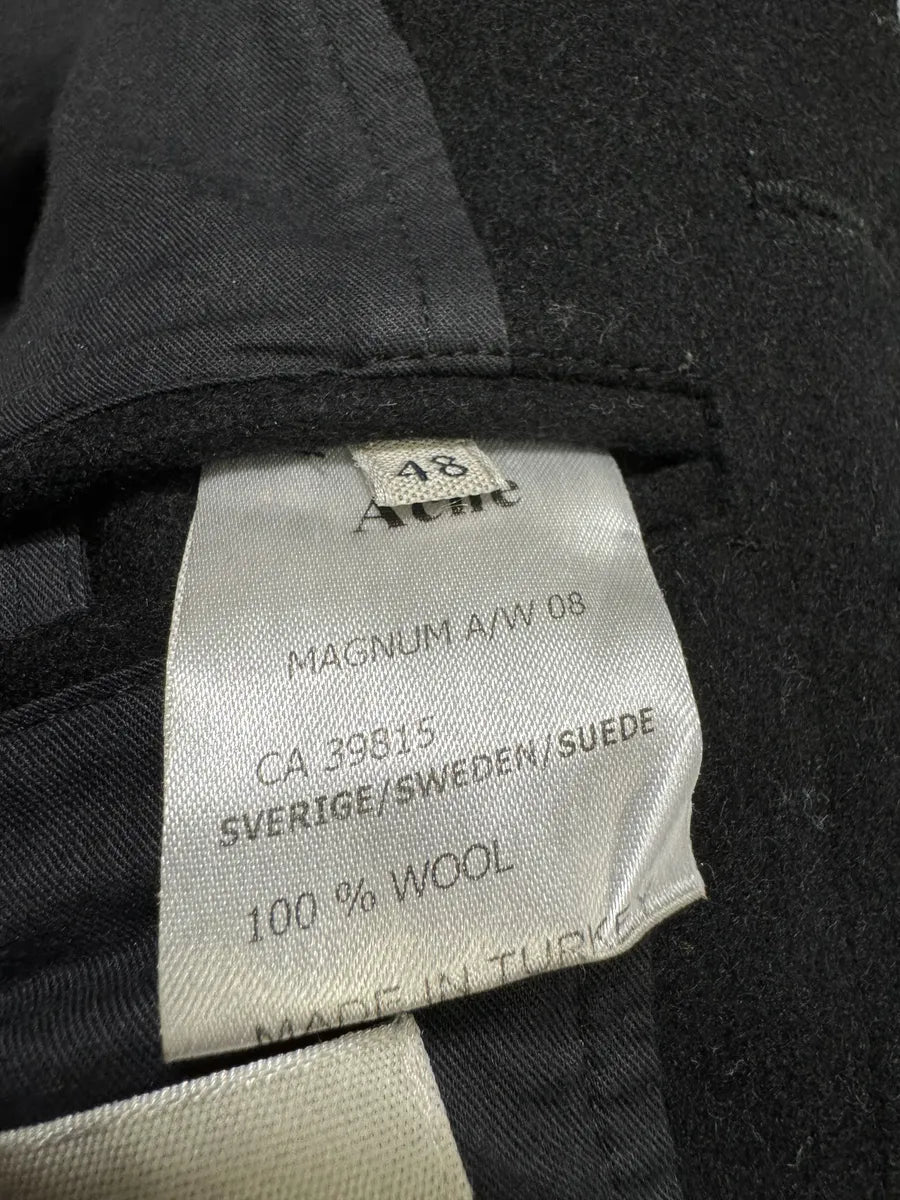 48
Acne
MAGNUM A/W 08
CA 39815
SVERIGE/SWEDEN/SUEDE
100 % WOOL
MADE IN TURKEY